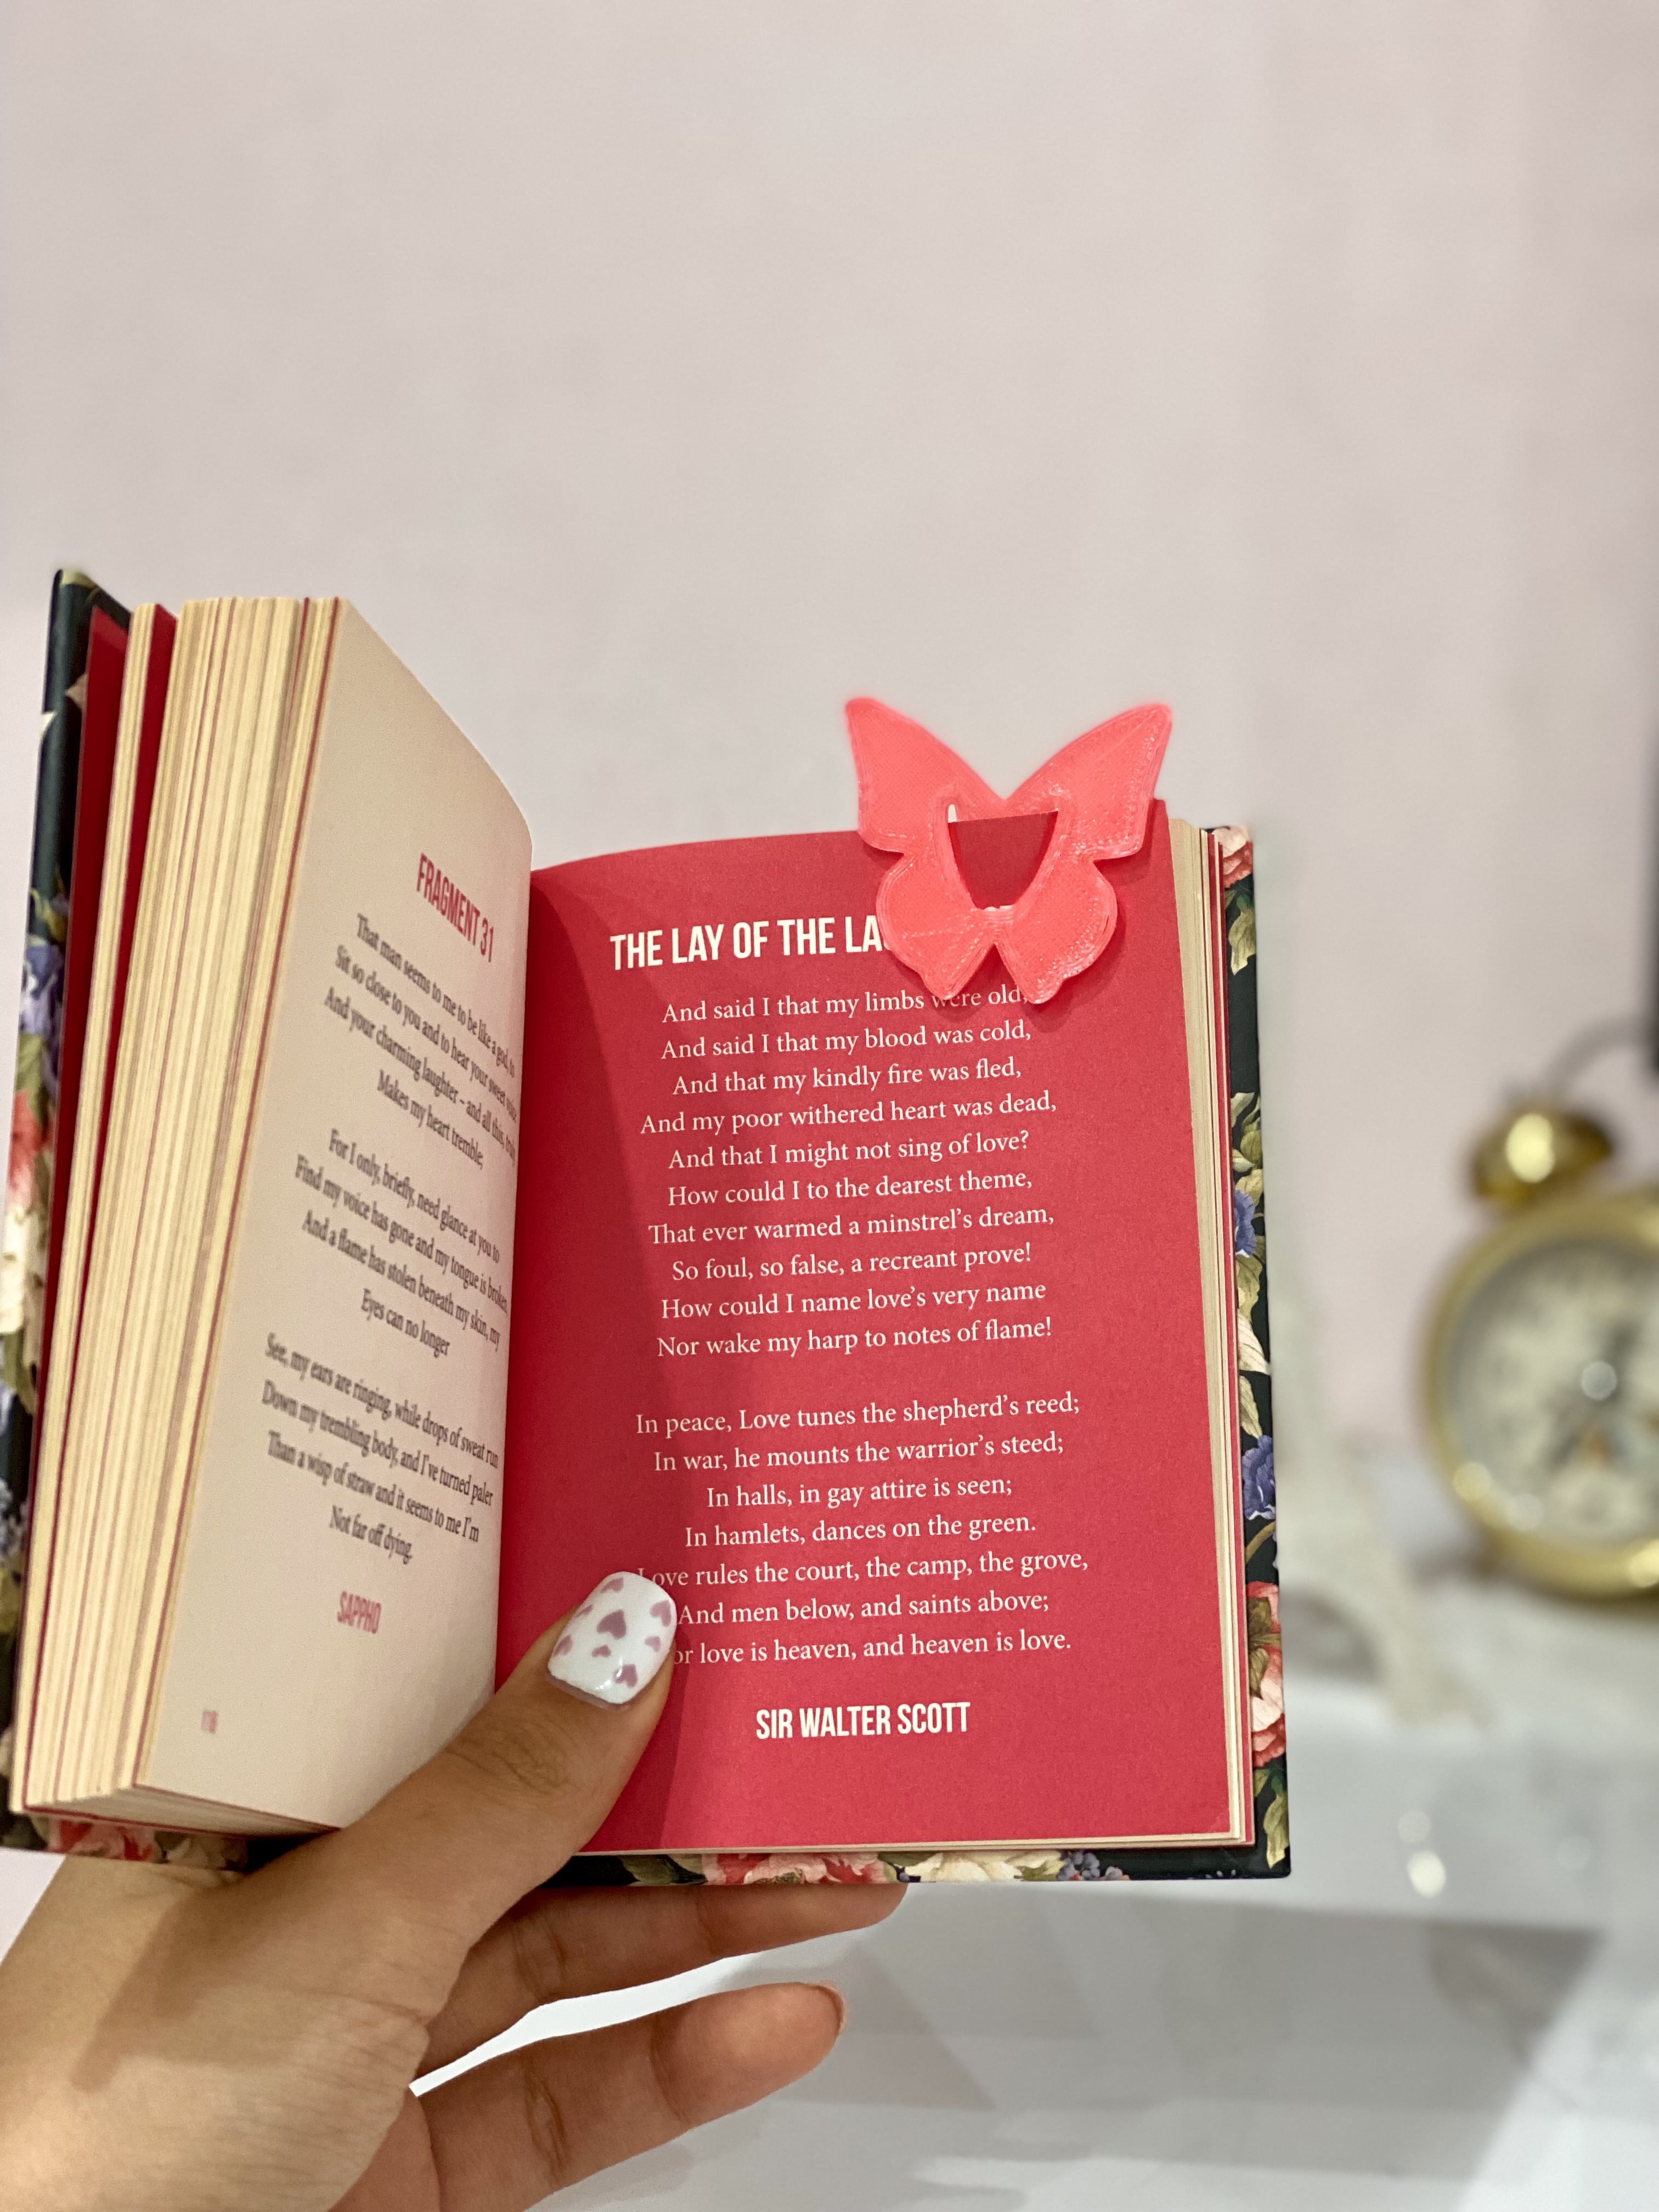 FRAGMENT 31
That man seems to me to be like a god, to
Sit so close to you and to hear your sweet
And your charming laughter – and all this, truly
Makes my heart tremble;
For I only, briefly, need glance at you to
Find my voice has gone and my tongue is broken,
And a flame has stolen beneath my skin, my
Eyes can no longer
See, my ears are ringing, while drops of sweat run
Down my trembling body, and I've turned paler
Than a wisp of straw and it seems to me I'm
Not far off dying.
SAPPHO
116
THE LAY OF THE
And said I that my limbs were old,
And said I that my blood was cold,
And that my kindly fire was fled,
And my poor withered heart was dead,
And that I might not sing of love?
How could I to the dearest theme,
That ever warmed a minstrel's dream,
So foul, so false, a recreant prove!
How could I name love's very name
Nor wake my harp to notes of flame!
In peace, Love tunes the shepherd's reed;
In war, he mounts the warrior's steed;
In halls, in gay attire is seen;
In hamlets, dances on the green.
Love rules the court, the camp, the grove,
And men below, and saints above;
or love is heaven, and heaven is love.
SIR WALTER SCOTT